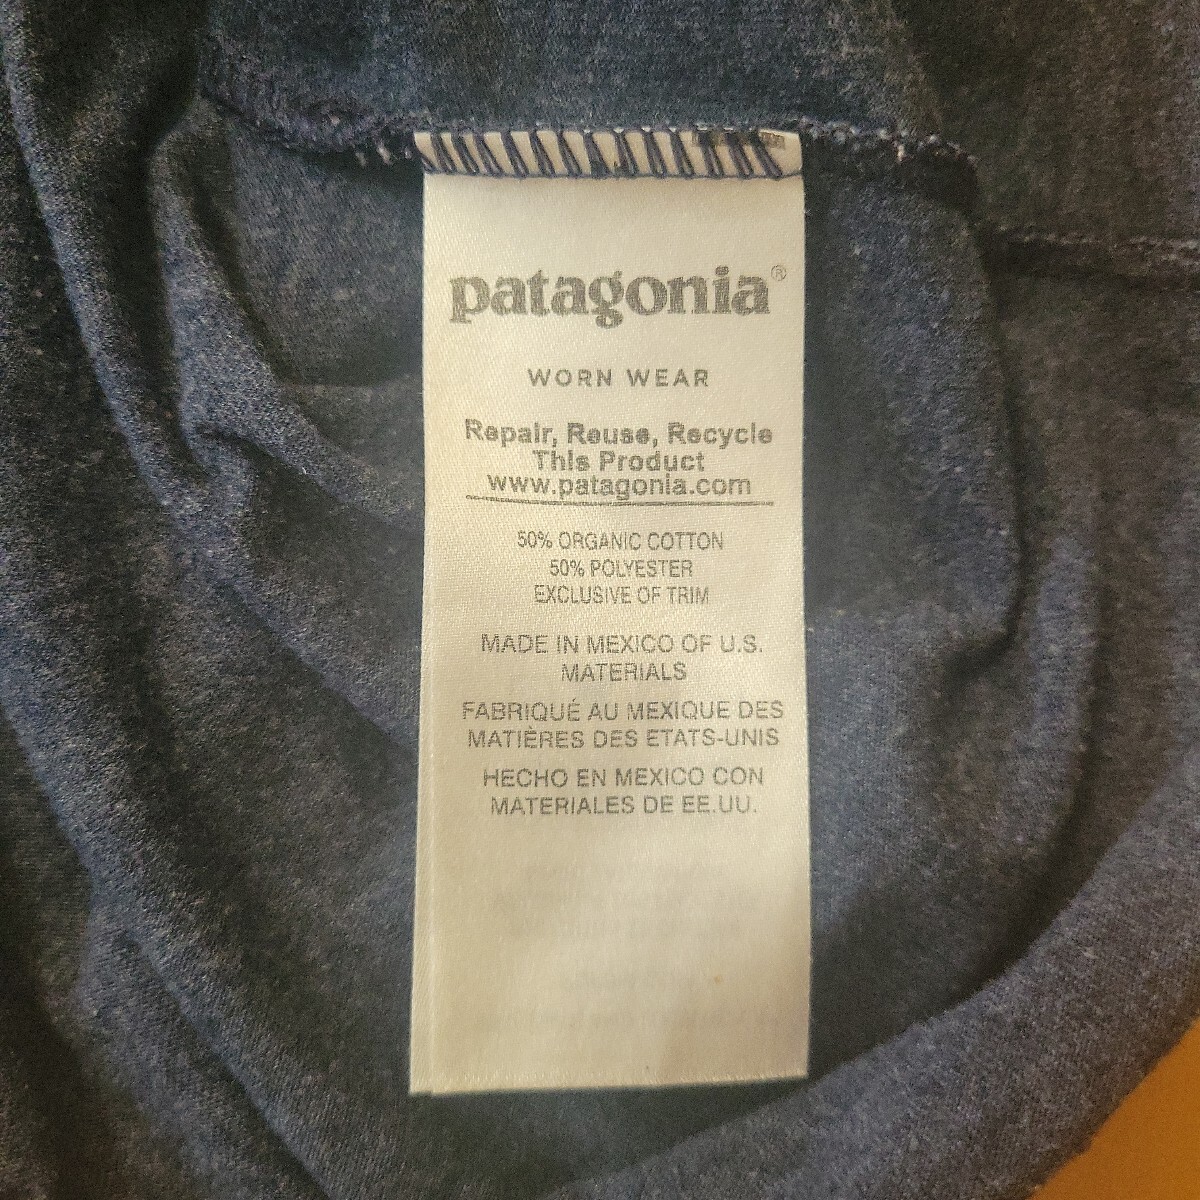 patagonia®
WORN WEAR
Repair, Reuse, Recycle
This Product
www.patagonia.com
50% ORGANIC COTTON
50% POLYESTER
EXCLUSIVE OF TRIM
MADE IN MEXICO OF U.S.
MATERIALS
FABRIQUÉ AU MEXIQUE DES
MATIÈRES DES ETATS-UNIS
HECHO EN MEXICO CON
MATERIALES DE EE.UU.